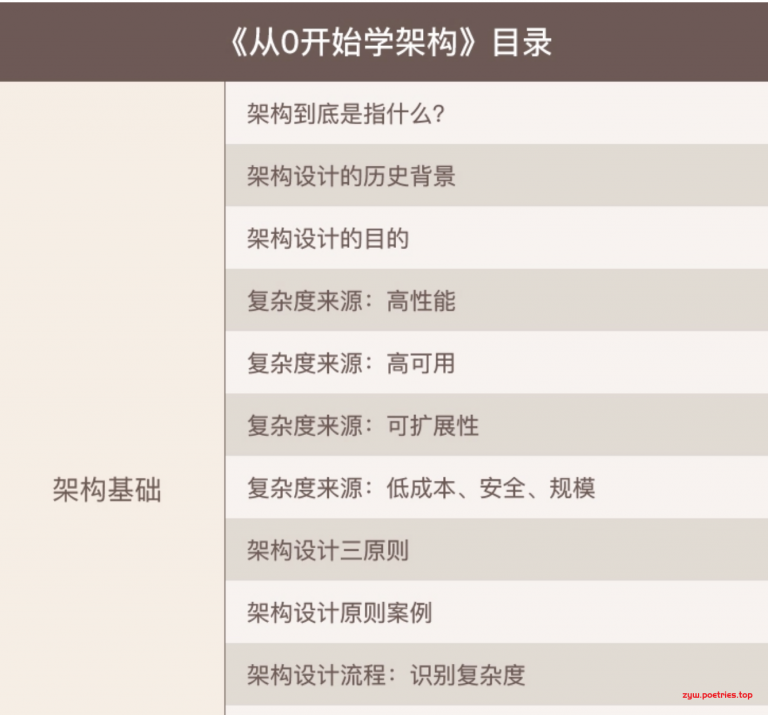 《从0开始学架构》目录
架构到底是指什么?
架构设计的历史背景
架构设计的目的
复杂度来源：高性能
复杂度来源：高可用
复杂度来源：可扩展性
架构基础
复杂度来源：低成本、安全、规模
架构设计三原则
架构设计原则案例
架构设计流程：识别复杂度
zyw.poetries.top